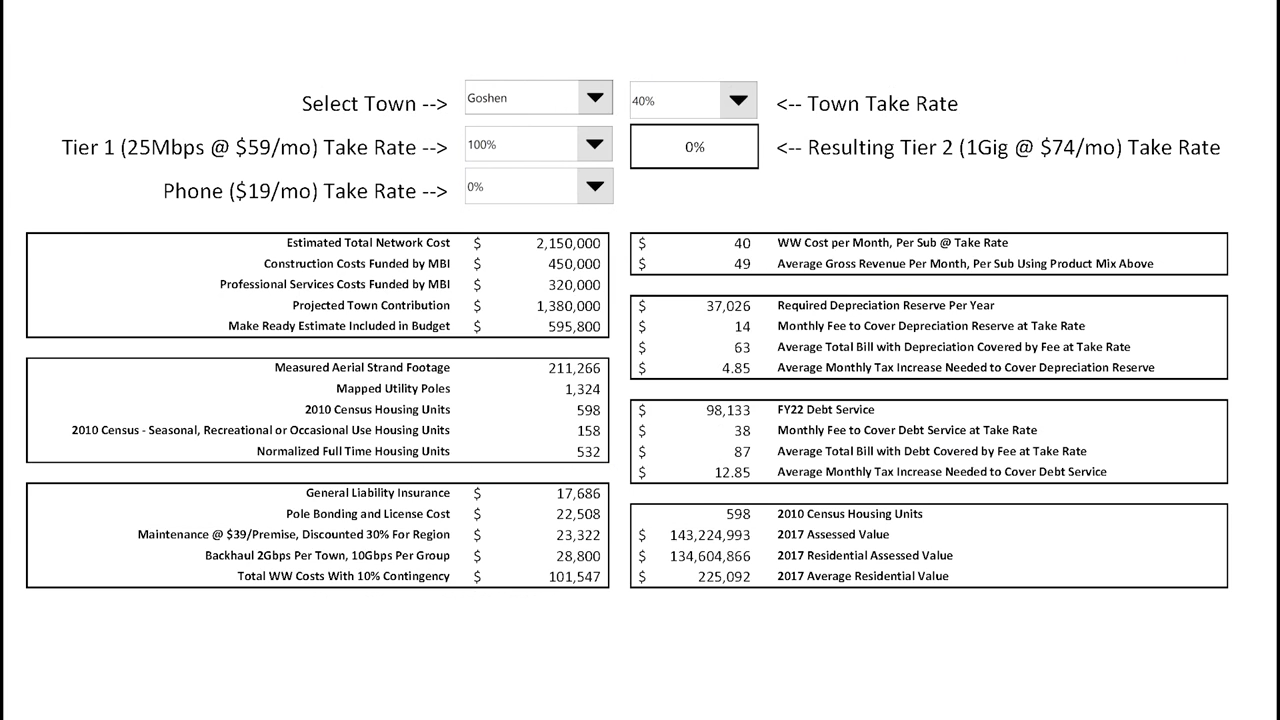 Select Town --> Goshen 40% <-- Town Take Rate
Tier 1 (25Mbps @ $59/mo) Take Rate --> 100% 0% <-- Resulting Tier 2 (1Gig @ $74/mo) Take Rate
Phone ($19/mo) Take Rate --> 0%
Estimated Total Network Cost $ 2,150,000
Construction Costs Funded by MBI $ 450,000
Professional Services Costs Funded by MBI $ 320,000
Projected Town Contribution $ 1,380,000
Make Ready Estimate Included in Budget $ 595,800
Measured Aerial Strand Footage 211,266
Mapped Utility Poles 1,324
2010 Census Housing Units 598
2010 Census - Seasonal, Recreational or Occasional Use Housing Units 158
Normalized Full Time Housing Units 532
General Liability Insurance $ 17,686
Pole Bonding and License Cost $ 22,508
Maintenance @ $39/Premise, Discounted 30% For Region $ 23,322
Backhaul 2Gbps Per Town, 10Gbps Per Group $ 28,800
Total WW Costs With 10% Contingency $ 101,547
$ 40 WW Cost per Month, Per Sub @ Take Rate
$ 49 Average Gross Revenue Per Month, Per Sub Using Product Mix Above
$ 37,026 Required Depreciation Reserve Per Year
$ 14 Monthly Fee to Cover Depreciation Reserve at Take Rate
$ 63 Average Total Bill with Depreciation Covered by Fee at Take Rate
$ 4.85 Average Monthly Tax Increase Needed to Cover Depreciation Reserve
$ 98,133 FY22 Debt Service
$ 38 Monthly Fee to Cover Debt Service at Take Rate
$ 87 Average Total Bill with Debt Covered by Fee at Take Rate
$ 12.85 Average Monthly Tax Increase Needed to Cover Debt Service
598 2010 Census Housing Units
$ 143,224,993 2017 Assessed Value
$ 134,604,866 2017 Residential Assessed Value
$ 225,092 2017 Average Residential Value